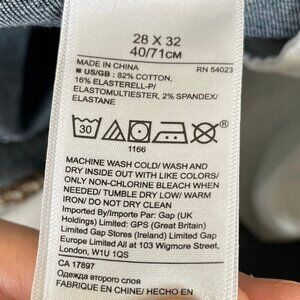 28 X 32
40/71CM
MADE IN CHINA RN 54023
■ US/GB : 82% COTTON,
16% ELASTERELL-P/
ELASTOMULTIESTER, 2% SPANDEX/
ELASTANE
30
1166
MACHINE WASH COLD/ WASH AND
DRY INSIDE OUT WITH LIKE COLORS/
ONLY NON-CHLORINE BLEACH WHEN
NEEDED/ TUMBLE DRY LOW/ WARM
IRON/ DO NOT DRY CLEAN
Imported By/Importe Par: Gap (UK
Holdings) Limited/: GPS (Great Britain)
Limited Gap Stores (Ireland) Limited Gap
Europe Limited All at 103 Wigmore Street,
London, W1U 1QS
CA 17897
Одежда второго слоя
FABRIQUÉ EN CHINE/ HECHO EN